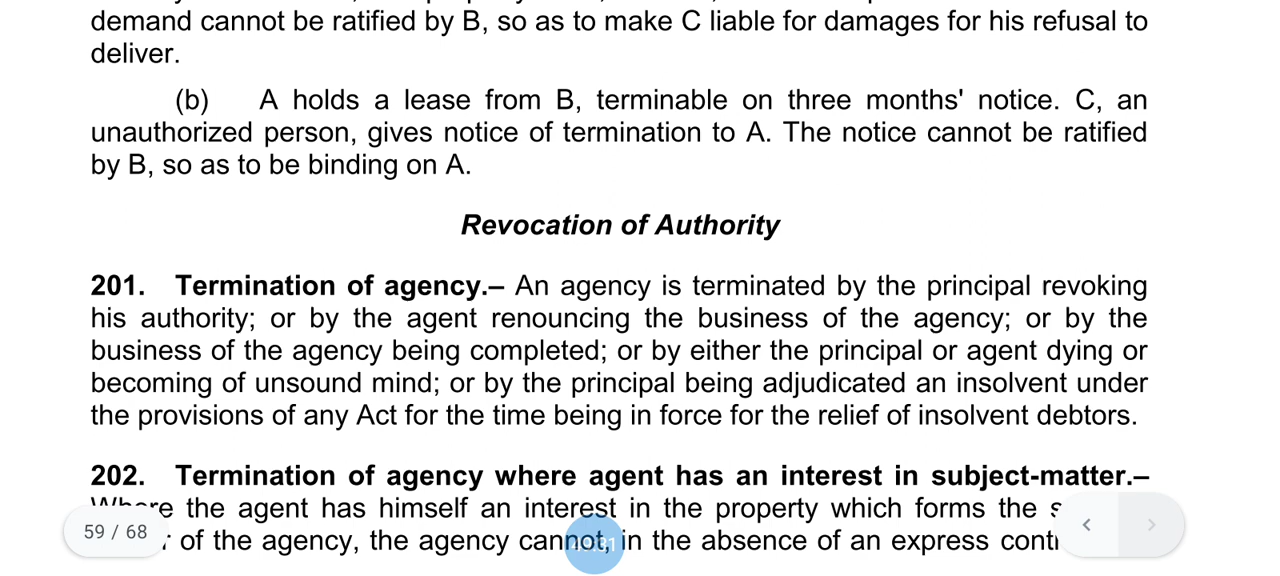 demand cannot be ratified by B, so as to make C liable for damages for his refusal to
deliver.
(b) A holds a lease from B, terminable on three months' notice. C, an
unauthorized person, gives notice of termination to A. The notice cannot be ratified
by B, so as to be binding on A.
Revocation of Authority
201. Termination of agency.– An agency is terminated by the principal revoking
his authority; or by the agent renouncing the business of the agency; or by the
business of the agency being completed; or by either the principal or agent dying or
becoming of unsound mind; or by the principal being adjudicated an insolvent under
the provisions of any Act for the time being in force for the relief of insolvent debtors.
202. Termination of agency where agent has an interest in subject-matter.–
Where the agent has himself an interest in the property which forms the
of the agency, the agency cannot, in the absence of an express
59 / 68